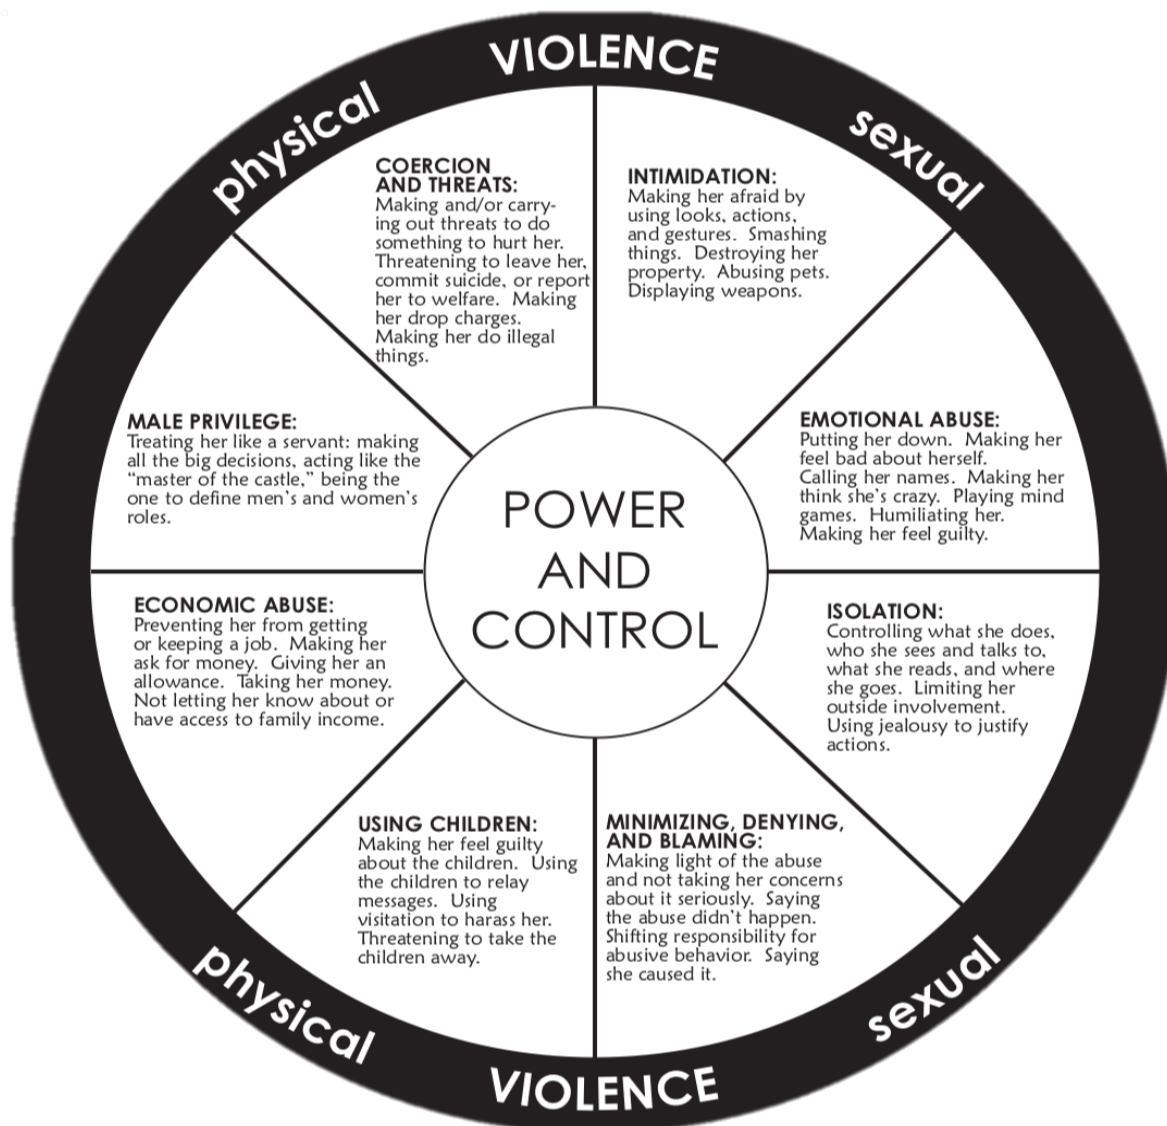 VIOLENCE
physical
sexual
COERCION
AND THREATS:
Making and/or carry-
ing out threats to do
something to hurt her.
Threatening to leave her,
commit suicide, or report
her to welfare.  Making
her drop charges.
Making her do illegal
things.
INTIMIDATION:
Making her afraid by
using looks, actions,
and gestures.  Smashing
things.  Destroying her
property.  Abusing pets.
Displaying weapons.
MALE PRIVILEGE:
Treating her like a servant: making
all the big decisions, acting like the
“master of the castle,” being the
one to define men’s and women’s
roles.
EMOTIONAL ABUSE:
Putting her down.  Making her
feel bad about herself.
Calling her names.  Making her
think she’s crazy.  Playing mind
games.  Humiliating her.
Making her feel guilty.
POWER
AND
CONTROL
ECONOMIC ABUSE:
Preventing her from getting
or keeping a job.  Making her
ask for money.  Giving her an
allowance.  Taking her money.
Not letting her know about or
have access to family income.
ISOLATION:
Controlling what she does,
who she sees and talks to,
what she reads, and where
she goes.  Limiting her
outside involvement.
Using jealousy to justify
actions.
USING CHILDREN:
Making her feel guilty
about the children.  Using
the children to relay
messages.  Using
visitation to harass her.
Threatening to take the
children away.
MINIMIZING, DENYING,
AND BLAMING:
Making light of the abuse
and not taking her concerns
about it seriously.  Saying
the abuse didn’t happen.
Shifting responsibility for
abusive behavior.  Saying
she caused it.
physical
sexual
VIOLENCE